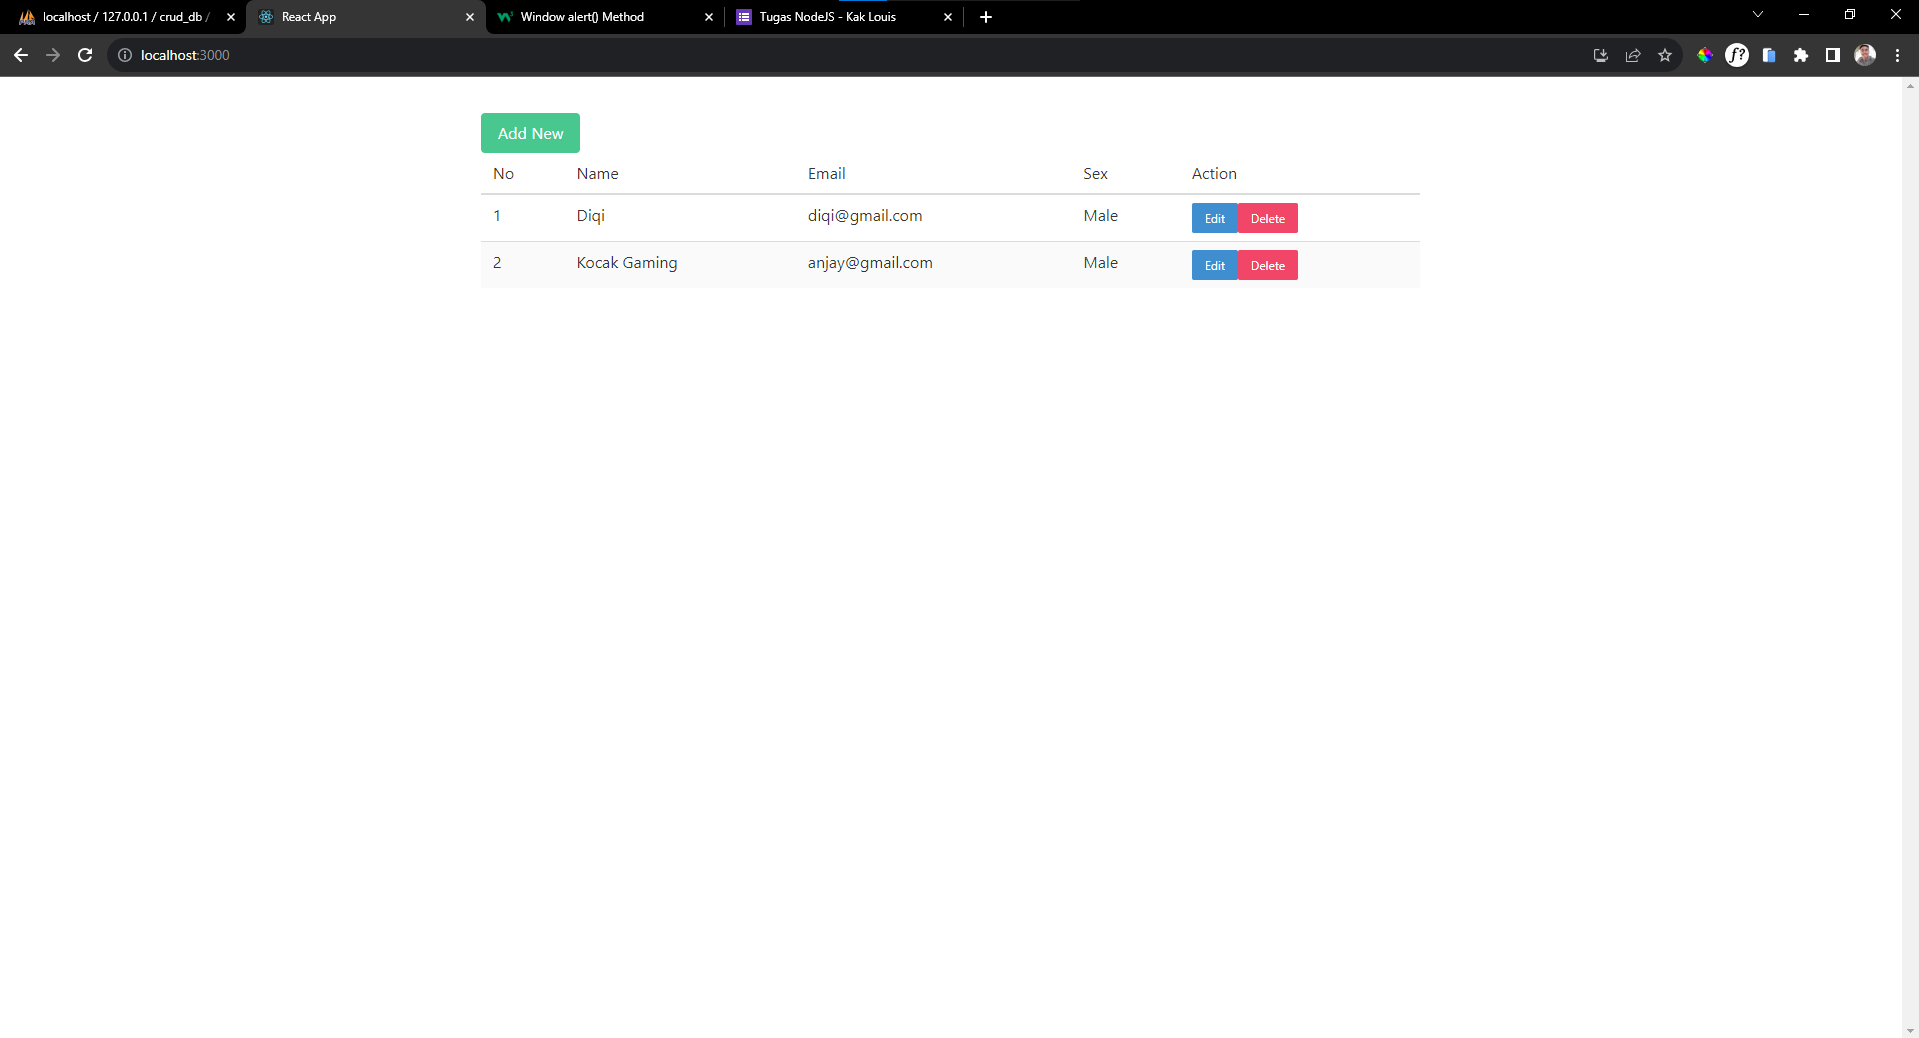 localhost / 127.0.0.1 / crud_db /
React App
Window alert() Method
Tugas NodeJS - Kak Louis
localhost:3000
f?
Add New
No Name Email Sex Action
1 Diqi diqi@gmail.com Male Edit Delete
2 Kocak Gaming anjay@gmail.com Male Edit Delete